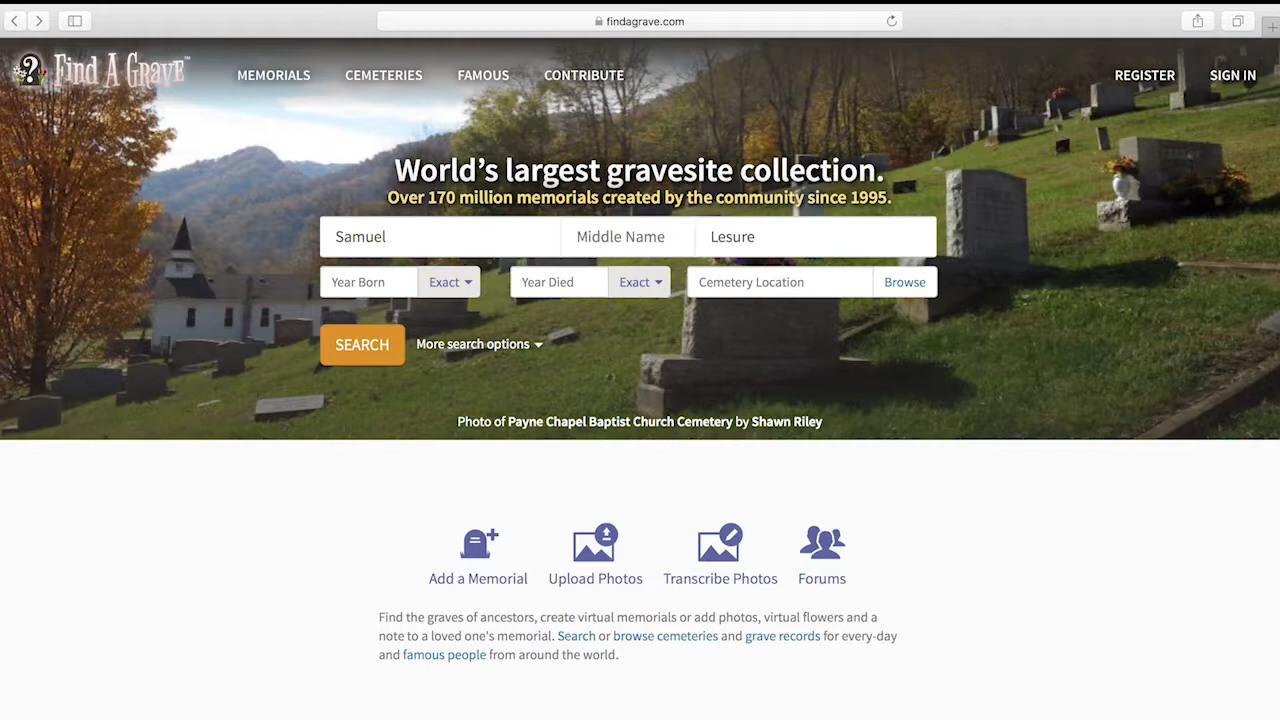 findagrave.com
? Find A Grave™
MEMORIALS
CEMETERIES
FAMOUS
CONTRIBUTE
REGISTER
SIGN IN
World's largest gravesite collection.
Over 170 million memorials created by the community since 1995.
Samuel
Middle Name
Lesure
Year Born
Exact
Year Died
Exact
Cemetery Location
Browse
SEARCH
More search options
Photo of Payne Chapel Baptist Church Cemetery by Shawn Riley
Add a Memorial
Upload Photos
Transcribe Photos
Forums
Find the graves of ancestors, create virtual memorials or add photos, virtual flowers and a
note to a loved one's memorial. Search or browse cemeteries and grave records for every-day
and famous people from around the world.